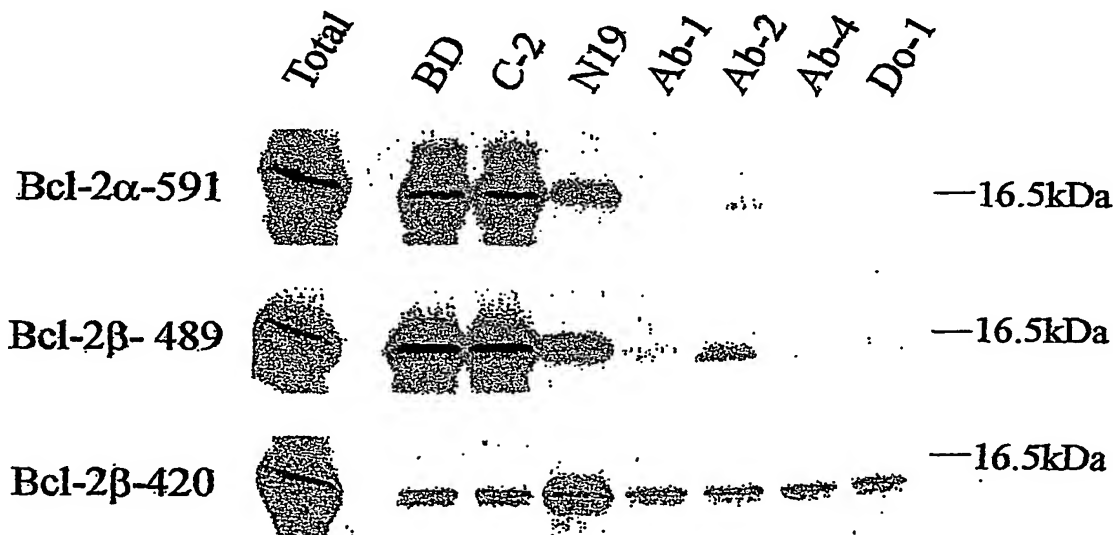 Total BD C-2 N19 Ab-1 Ab-2 Ab-4 Do-1
Bcl-2α-591 —16.5kDa
Bcl-2β- 489 —16.5kDa
Bcl-2β-420 —16.5kDa